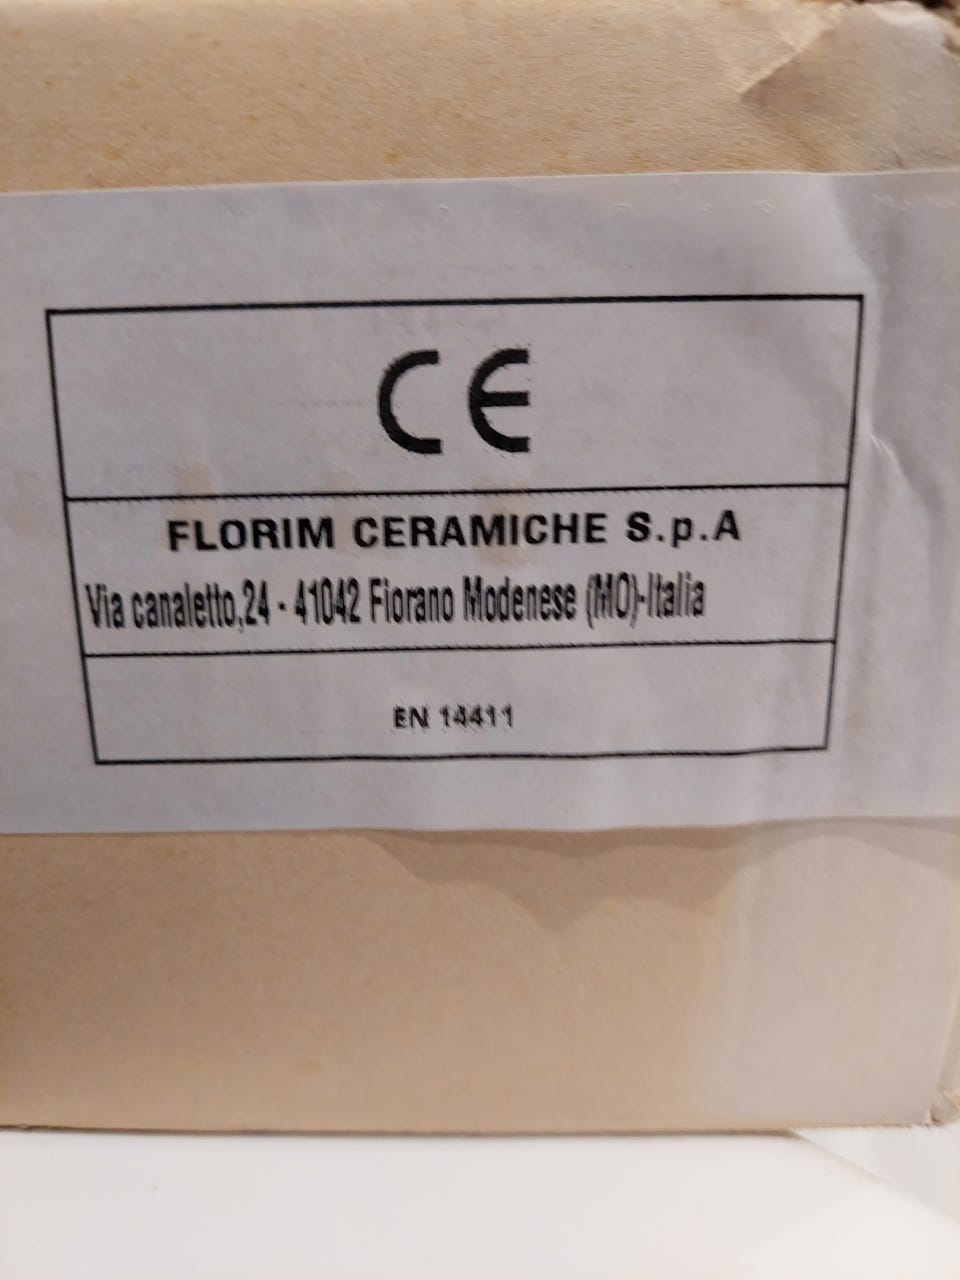 CE
FLORIM CERAMICHE S.p.A
Via canaletto,24 - 41042 Fiorano Modenese (MO)-Italia
EN 14411